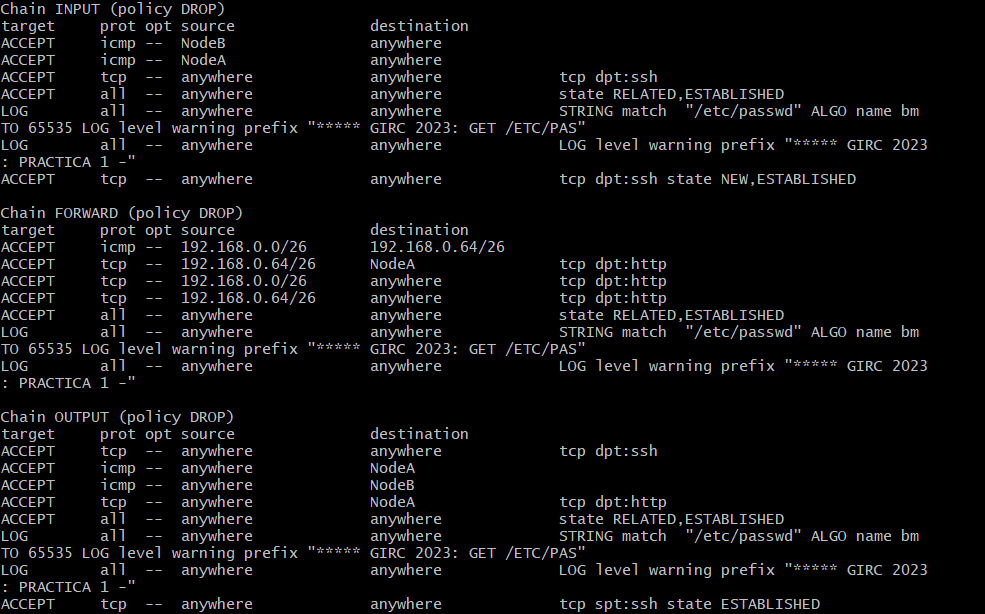 Chain INPUT (policy DROP)
target     prot opt source               destination
ACCEPT     icmp --  NodeB                anywhere
ACCEPT     icmp --  NodeA                anywhere
ACCEPT     tcp  --  anywhere             anywhere             tcp dpt:ssh
ACCEPT     all  --  anywhere             anywhere             state RELATED,ESTABLISHED
LOG        all  --  anywhere             anywhere             STRING match  "/etc/passwd" ALGO name bm
TO 65535 LOG level warning prefix "***** GIRC 2023: GET /ETC/PAS"
LOG        all  --  anywhere             anywhere             LOG level warning prefix "***** GIRC 2023
: PRACTICA 1 -"
ACCEPT     tcp  --  anywhere             anywhere             tcp dpt:ssh state NEW,ESTABLISHED

Chain FORWARD (policy DROP)
target     prot opt source               destination
ACCEPT     icmp --  192.168.0.0/26       192.168.0.64/26
ACCEPT     tcp  --  192.168.0.64/26      NodeA                tcp dpt:http
ACCEPT     tcp  --  192.168.0.0/26       anywhere             tcp dpt:http
ACCEPT     tcp  --  192.168.0.64/26      anywhere             tcp dpt:http
ACCEPT     all  --  anywhere             anywhere             state RELATED,ESTABLISHED
LOG        all  --  anywhere             anywhere             STRING match  "/etc/passwd" ALGO name bm
TO 65535 LOG level warning prefix "***** GIRC 2023: GET /ETC/PAS"
LOG        all  --  anywhere             anywhere             LOG level warning prefix "***** GIRC 2023
: PRACTICA 1 -"

Chain OUTPUT (policy DROP)
target     prot opt source               destination
ACCEPT     tcp  --  anywhere             anywhere             tcp dpt:ssh
ACCEPT     icmp --  anywhere             NodeA
ACCEPT     icmp --  anywhere             NodeB
ACCEPT     tcp  --  anywhere             NodeA                tcp dpt:http
ACCEPT     all  --  anywhere             anywhere             state RELATED,ESTABLISHED
LOG        all  --  anywhere             anywhere             STRING match  "/etc/passwd" ALGO name bm
TO 65535 LOG level warning prefix "***** GIRC 2023: GET /ETC/PAS"
LOG        all  --  anywhere             anywhere             LOG level warning prefix "***** GIRC 2023
: PRACTICA 1 -"
ACCEPT     tcp  --  anywhere             anywhere             tcp spt:ssh state ESTABLISHED